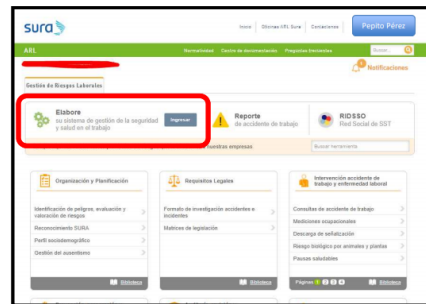 sura
Inicio
Oficinas ARL Sura
Contáctenos
Pepito Pérez
ARL
Normatividad
Centro de documentación
Preguntas frecuentes
Buscar...
Notificaciones
Gestión de Riesgos Laborales
Elabore
su sistema de gestión de la seguridad
y salud en el trabajo
Ingresar
Reporte
de accidente de trabajo
RIDSSO
Red Social de SST
nuestras empresas
Buscar herramienta
Organización y Planificación
Identificación de peligros, evaluación y
valoración de riesgos
Reconocimiento SURA
Perfil sociodemográfico
Gestión del ausentismo
Biblioteca
Requisitos Legales
Formato de investigación accidentes e
incidentes
Matrices de legislación
Biblioteca
Intervención accidente de
trabajo y enfermedad laboral
Consultas de accidente de trabajo
Mediciones ocupacionales
Descarga de señalización
Riesgo biológico por animales y plantas
Pausas saludables
Páginas 1 2 3 4
Biblioteca